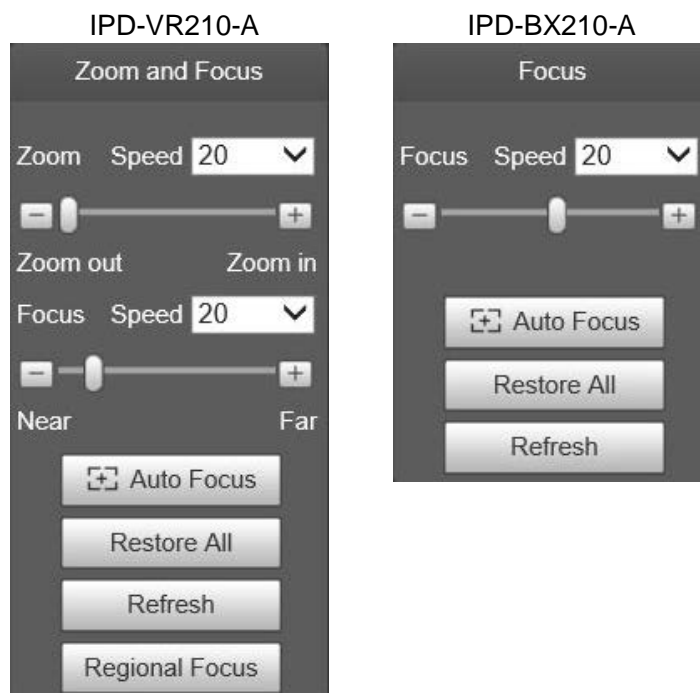 IPD-VR210-A
Zoom and Focus
Zoom Speed 20
Zoom out Zoom in
Focus Speed 20
Near Far
Auto Focus
Restore All
Refresh
Regional Focus
IPD-BX210-A
Focus
Focus Speed 20
Auto Focus
Restore All
Refresh